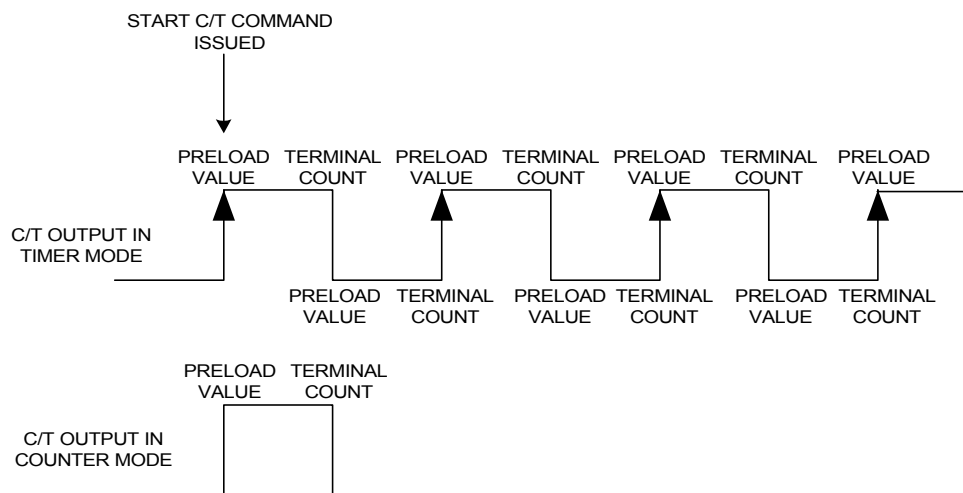 START C/T COMMAND
ISSUED
PRELOAD TERMINAL PRELOAD TERMINAL PRELOAD TERMINAL PRELOAD
VALUE COUNT VALUE COUNT VALUE COUNT VALUE
C/T OUTPUT IN
TIMER MODE
PRELOAD TERMINAL PRELOAD TERMINAL PRELOAD TERMINAL
VALUE COUNT VALUE COUNT VALUE COUNT
PRELOAD TERMINAL
VALUE COUNT
C/T OUTPUT IN
COUNTER MODE